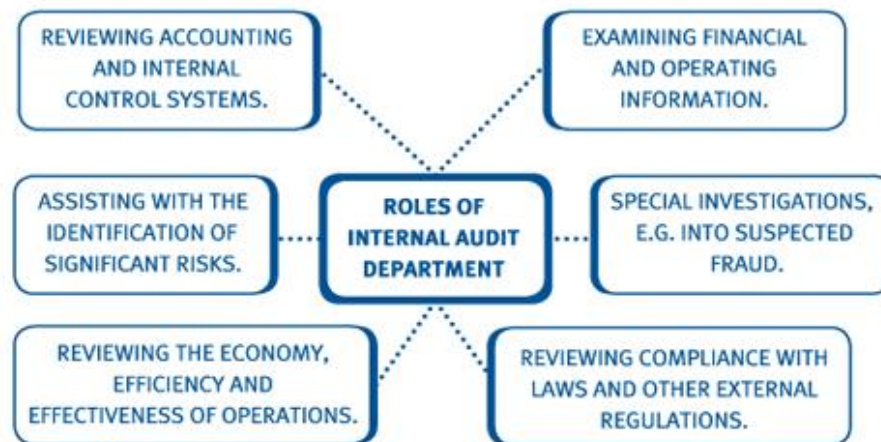 REVIEWING ACCOUNTING
AND INTERNAL
CONTROL SYSTEMS.
EXAMINING FINANCIAL
AND OPERATING
INFORMATION.
ASSISTING WITH THE
IDENTIFICATION OF
SIGNIFICANT RISKS.
ROLES OF
INTERNAL AUDIT
DEPARTMENT
SPECIAL INVESTIGATIONS,
E.G. INTO SUSPECTED
FRAUD.
REVIEWING THE ECONOMY,
EFFICIENCY AND
EFFECTIVENESS OF OPERATIONS.
REVIEWING COMPLIANCE WITH
LAWS AND OTHER EXTERNAL
REGULATIONS.